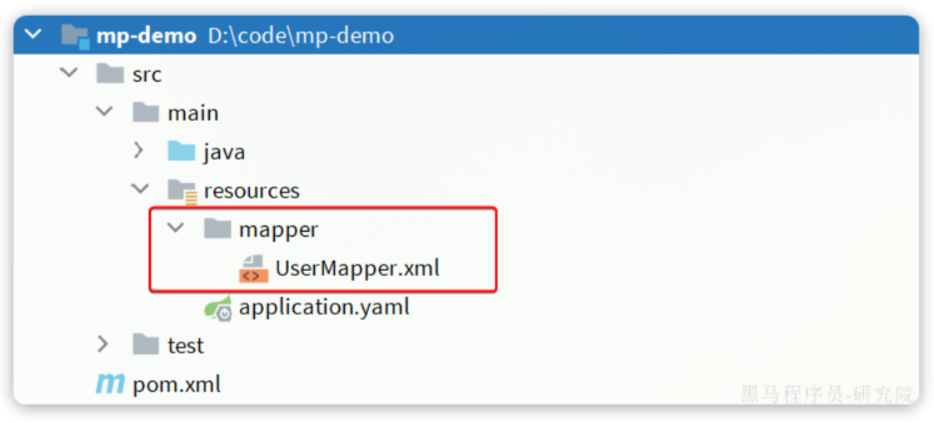 mp-demo D:\code\mp-demo
src
main
java
resources
mapper
UserMapper.xml
application.yaml
test
pom.xml
黑马程序员-研究院